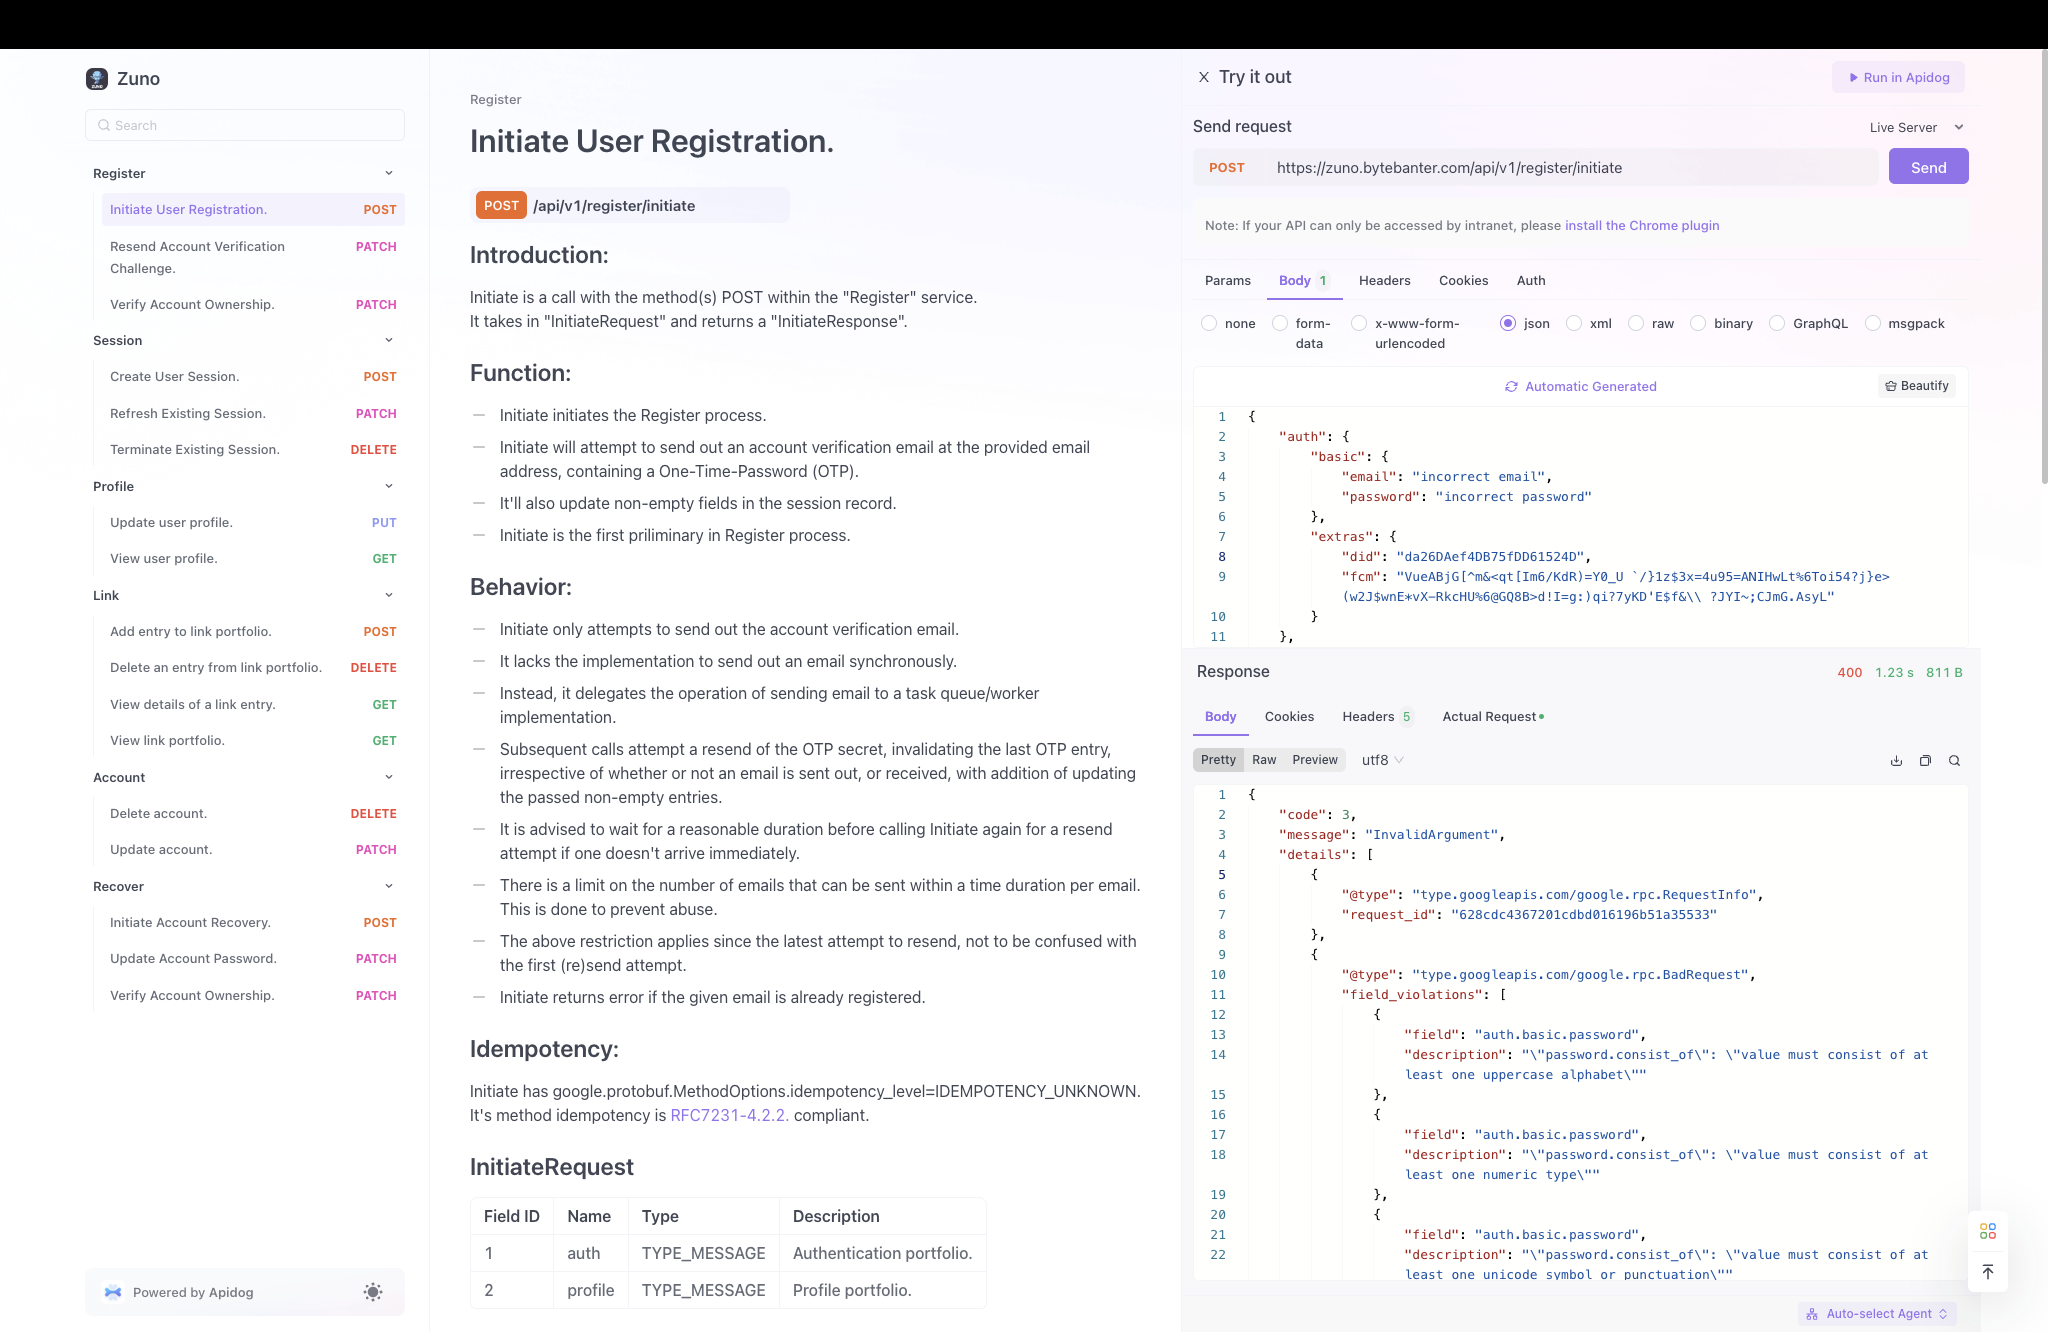 Zuno
Search
Register
Initiate User Registration. POST
Resend Account Verification Challenge. PATCH
Verify Account Ownership. PATCH
Session
Create User Session. POST
Refresh Existing Session. PATCH
Terminate Existing Session. DELETE
Profile
Update user profile. PUT
View user profile. GET
Link
Add entry to link portfolio. POST
Delete an entry from link portfolio. DELETE
View details of a link entry. GET
View link portfolio. GET
Account
Delete account. DELETE
Update account. PATCH
Recover
Initiate Account Recovery. POST
Update Account Password. PATCH
Verify Account Ownership. PATCH
Powered by Apidog
Register
Initiate User Registration.
POST /api/v1/register/initiate
Introduction:
Initiate is a call with the method(s) POST within the "Register" service.
It takes in "InitiateRequest" and returns a "InitiateResponse".
Function:
— Initiate initiates the Register process.
— Initiate will attempt to send out an account verification email at the provided email
address, containing a One-Time-Password (OTP).
— It'll also update non-empty fields in the session record.
— Initiate is the first priliminary in Register process.
Behavior:
— Initiate only attempts to send out the account verification email.
— It lacks the implementation to send out an email synchronously.
— Instead, it delegates the operation of sending email to a task queue/worker
implementation.
— Subsequent calls attempt a resend of the OTP secret, invalidating the last OTP entry,
irrespective of whether or not an email is sent out, or received, with addition of updating
the passed non-empty entries.
— It is advised to wait for a reasonable duration before calling Initiate again for a resend
attempt if one doesn't arrive immediately.
— There is a limit on the number of emails that can be sent within a time duration per email.
This is done to prevent abuse.
— The above restriction applies since the latest attempt to resend, not to be confused with
the first (re)send attempt.
— Initiate returns error if the given email is already registered.
Idempotency:
Initiate has google.protobuf.MethodOptions.idempotency_level=IDEMPOTENCY_UNKNOWN.
It's method idempotency is RFC7231-4.2.2. compliant.
InitiateRequest
Field ID Name Type Description
1 auth TYPE_MESSAGE Authentication portfolio.
2 profile TYPE_MESSAGE Profile portfolio.
X Try it out
Run in Apidog
Send request
Live Server
POST https://zuno.bytebanter.com/api/v1/register/initiate Send
Note: If your API can only be accessed by intranet, please install the Chrome plugin
Params Body 1 Headers Cookies Auth
none form-data x-www-form-urlencoded json xml raw binary GraphQL msgpack
Automatic Generated
Beautify
1 {
2 "auth": {
3 "basic": {
4 "email": "incorrect email",
5 "password": "incorrect password"
6 },
7 "extras": {
8 "did": "da26DAef4DB75fDD61524D",
9 "fcm": "VueABjG[^m&<qt[Im6/KdR)=Y0_U `/}1z$3x=4u95=ANIHwLt%6Toi54?j}e>
(w2J$wnE*vX-RkcHU%6@GQ8B>d!I=g:)qi?7yKD'E$f&\\ ?JYI~;CJmG.AsyL"
10 }
11 },
Response
400 1.23 s 811 B
Body Cookies Headers 5 Actual Request
Pretty Raw Preview utf8
1 {
2 "code": 3,
3 "message": "InvalidArgument",
4 "details": [
5 {
6 "@type": "type.googleapis.com/google.rpc.RequestInfo",
7 "request_id": "628cdc4367201cdbd016196b51a35533"
8 },
9 {
10 "@type": "type.googleapis.com/google.rpc.BadRequest",
11 "field_violations": [
12 {
13 "field": "auth.basic.password",
14 "description": "\"password.consist_of\": \"value must consist of at
least one uppercase alphabet\""
15 },
16 {
17 "field": "auth.basic.password",
18 "description": "\"password.consist_of\": \"value must consist of at
least one numeric type\""
19 },
20 {
21 "field": "auth.basic.password",
22 "description": "\"password.consist_of\": \"value must consist of at
least one unicode symbol or punctuation\""
Auto-select Agent